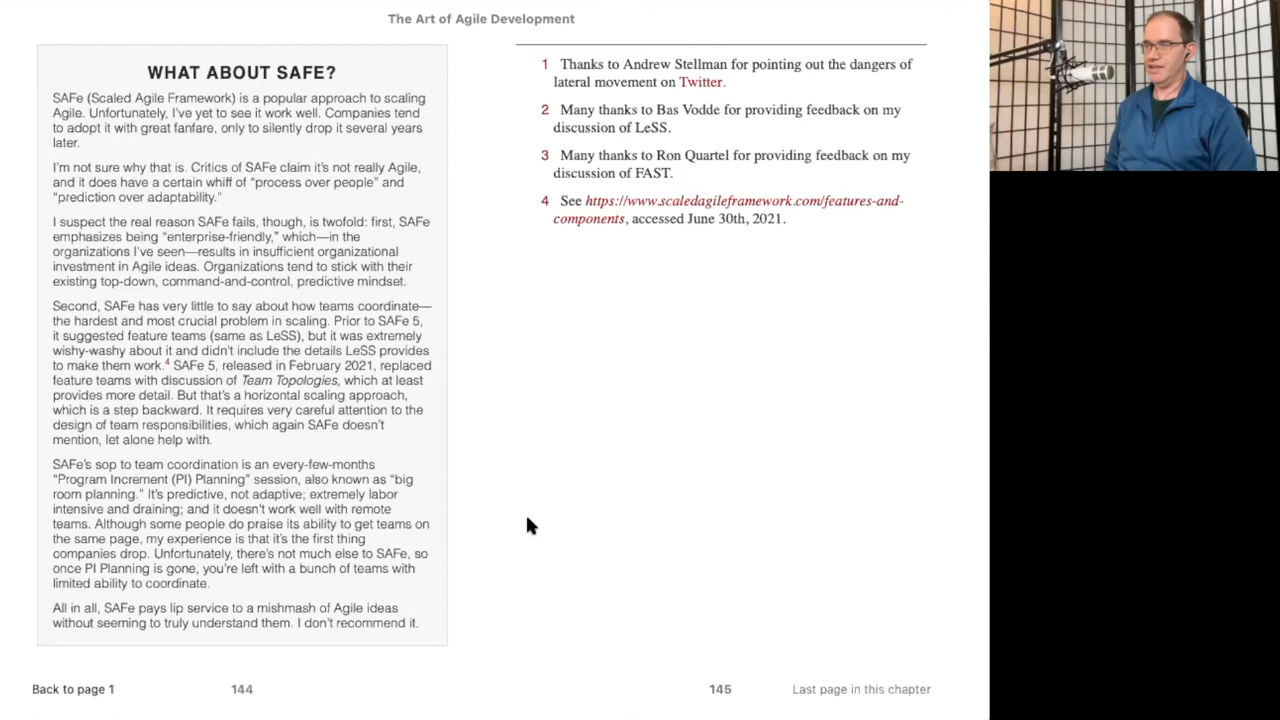 The Art of Agile Development
WHAT ABOUT SAFE?
SAFe (Scaled Agile Framework) is a popular approach to scaling
Agile. Unfortunately, I've yet to see it work well. Companies tend
to adopt it with great fanfare, only to silently drop it several years
later.
I'm not sure why that is. Critics of SAFe claim it's not really Agile,
and it does have a certain whiff of “process over people” and
“prediction over adaptability.”
I suspect the real reason SAFe fails, though, is twofold: first, SAFe
emphasizes being “enterprise-friendly,” which—in the
organizations I've seen—results in insufficient organizational
investment in Agile ideas. Organizations tend to stick with their
existing top-down, command-and-control, predictive mindset.
Second, SAFe has very little to say about how teams coordinate—
the hardest and most crucial problem in scaling. Prior to SAFe 5,
it suggested feature teams (same as LeSS), but it was extremely
wishy-washy about it and didn't include the details LeSS provides
to make them work.4 SAFe 5, released in February 2021, replaced
feature teams with discussion of Team Topologies, which at least
provides more detail. But that's a horizontal scaling approach,
which is a step backward. It requires very careful attention to the
design of team responsibilities, which again SAFe doesn't
mention, let alone help with.
SAFe's sop to team coordination is an every-few-months
“Program Increment (PI) Planning” session, also known as “big
room planning.” It's predictive, not adaptive; extremely labor
intensive and draining; and it doesn't work well with remote
teams. Although some people do praise its ability to get teams on
the same page, my experience is that it's the first thing
companies drop. Unfortunately, there's not much else to SAFe, so
once PI Planning is gone, you're left with a bunch of teams with
limited ability to coordinate.
All in all, SAFe pays lip service to a mishmash of Agile ideas
without seeming to truly understand them. I don't recommend it.
Back to page 1
144
1 Thanks to Andrew Stellman for pointing out the dangers of
lateral movement on Twitter.
2 Many thanks to Bas Vodde for providing feedback on my
discussion of LeSS.
3 Many thanks to Ron Quartel for providing feedback on my
discussion of FAST.
4 See https://www.scaledagileframework.com/features-and-
components, accessed June 30th, 2021.
145
Last page in this chapter